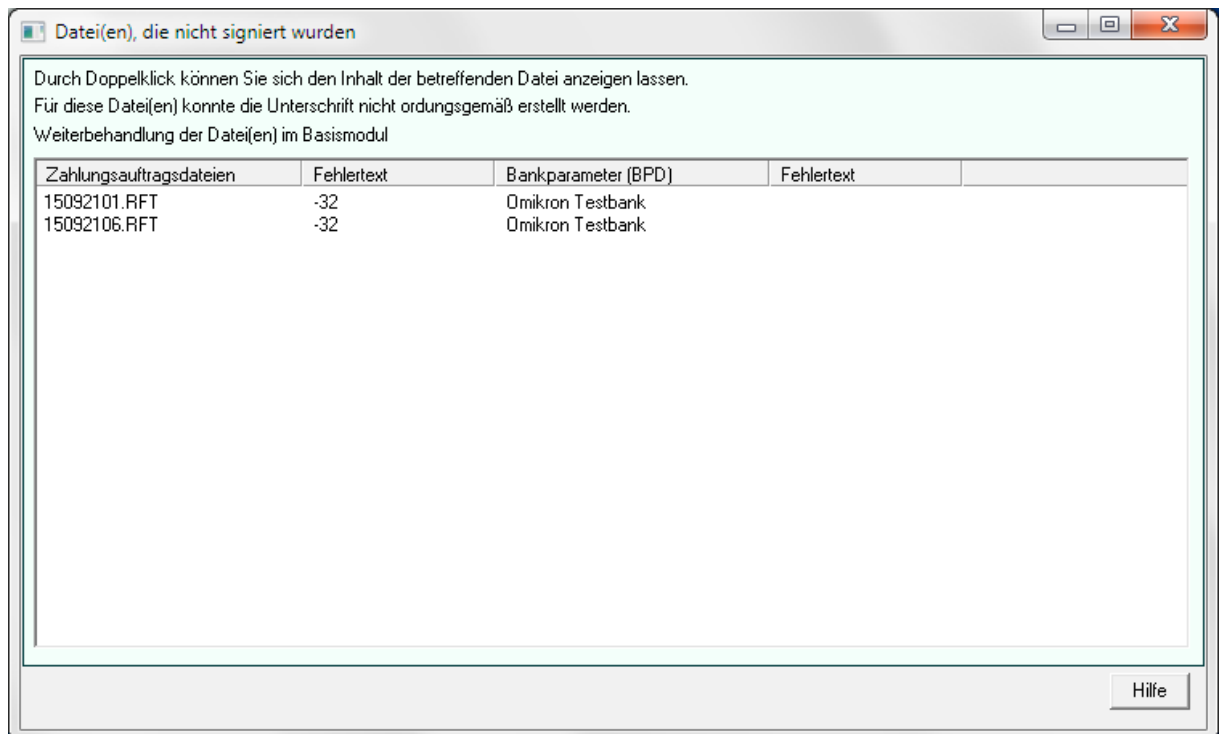 Datei(en), die nicht signiert wurden
Durch Doppelklick können Sie sich den Inhalt der betreffenden Datei anzeigen lassen.
Für diese Datei(en) konnte die Unterschrift nicht ordungsgemäß erstellt werden.
Weiterbehandlung der Datei(en) im Basismodul
Zahlungsauftragsdateien Fehlertext Bankparameter (BPD) Fehlertext
15092101.RFT -32 Omikron Testbank
15092106.RFT -32 Omikron Testbank
Hilfe